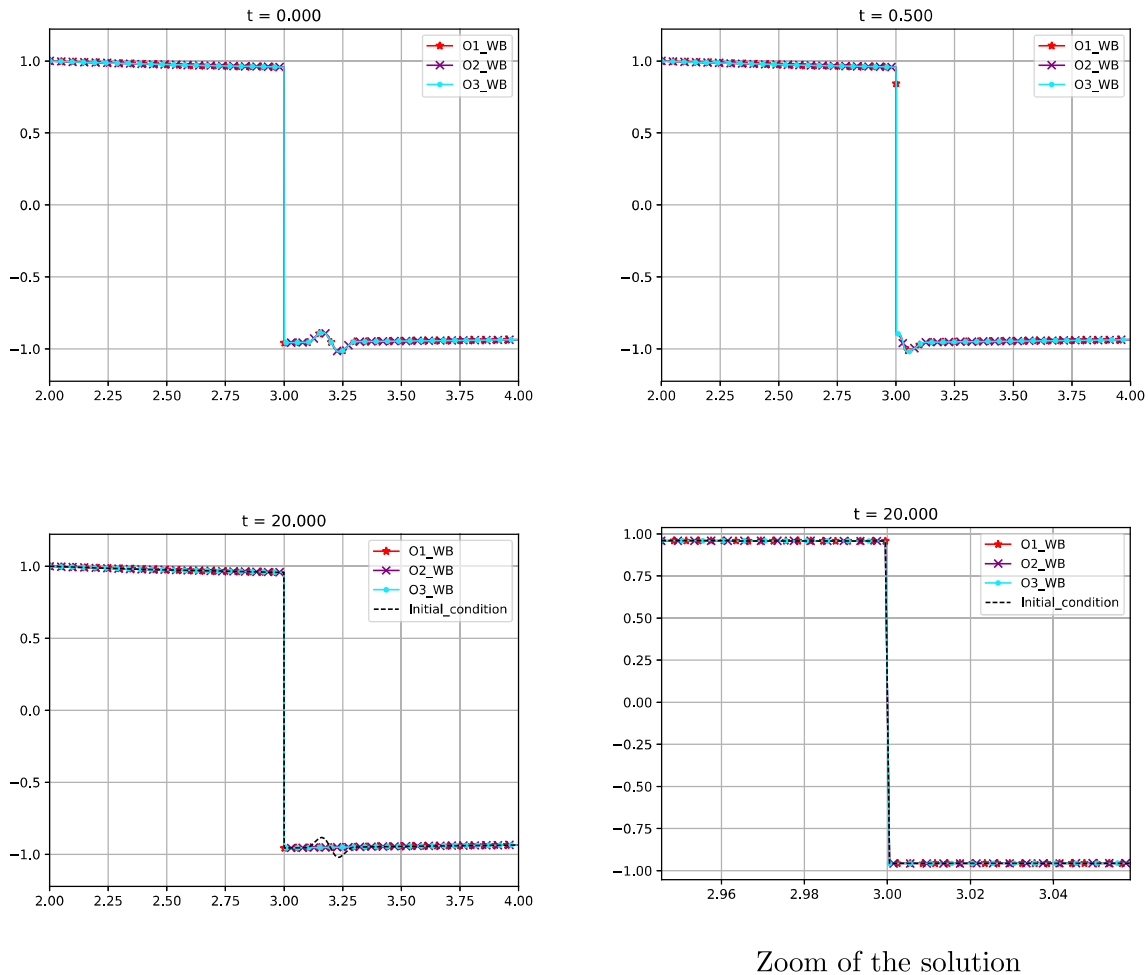 t = 0.000
1.0
0.5
0.0
−0.5
−1.0
2.00 2.25 2.50 2.75 3.00 3.25 3.50 3.75 4.00
O1_WB
O2_WB
O3_WB
t = 0.500
1.0
0.5
0.0
−0.5
−1.0
2.00 2.25 2.50 2.75 3.00 3.25 3.50 3.75 4.00
O1_WB
O2_WB
O3_WB
t = 20.000
1.0
0.5
0.0
−0.5
−1.0
2.00 2.25 2.50 2.75 3.00 3.25 3.50 3.75 4.00
O1_WB
O2_WB
O3_WB
Initial_condition
t = 20.000
1.00
0.75
0.50
0.25
0.00
−0.25
−0.50
−0.75
−1.00
2.96 2.98 3.00 3.02 3.04
O1_WB
O2_WB
O3_WB
Initial_condition
Zoom of the solution